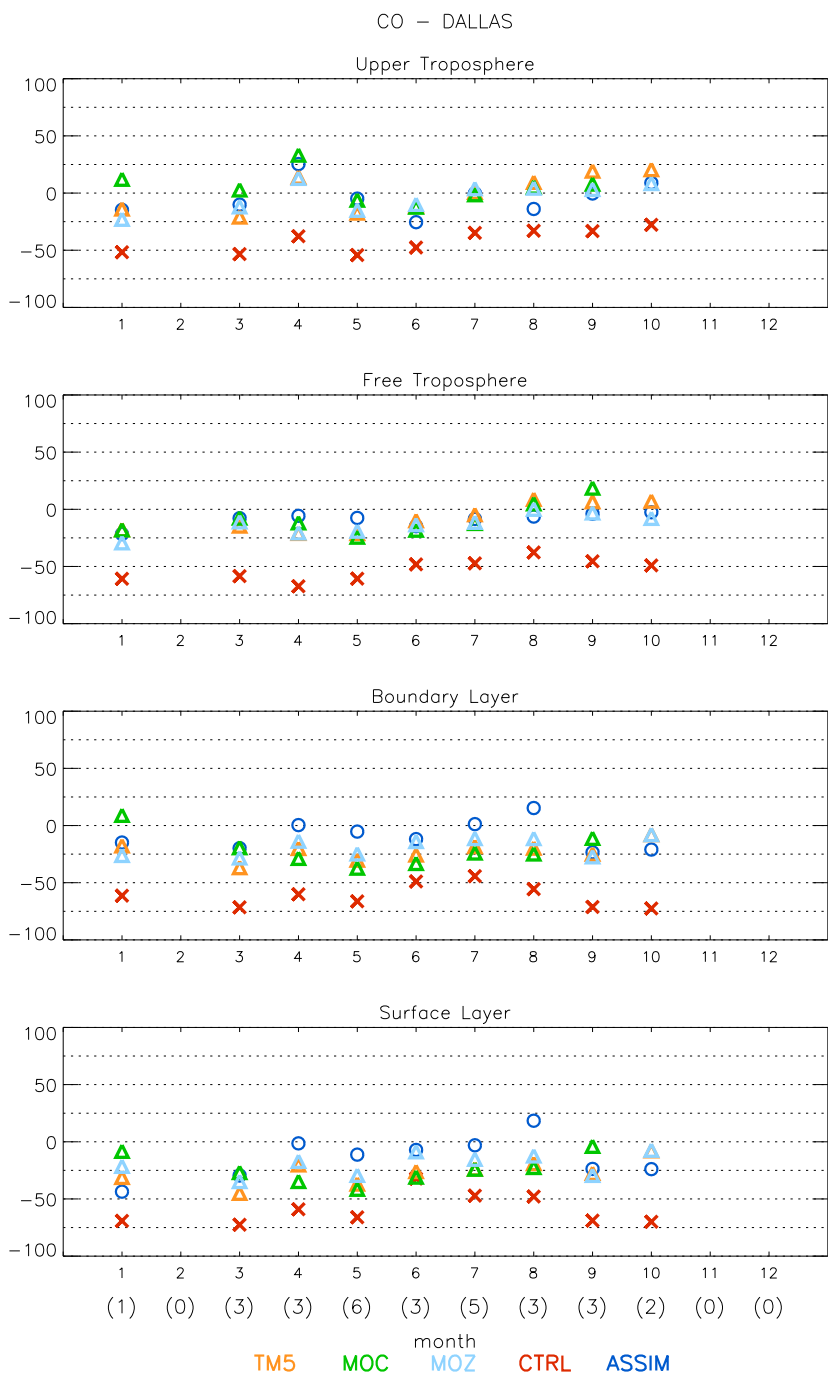 CO − DALLAS
Upper Troposphere
100
50
0
−50
−100
1 2 3 4 5 6 7 8 9 10 11 12
Free Troposphere
100
50
0
−50
−100
1 2 3 4 5 6 7 8 9 10 11 12
Boundary Layer
100
50
0
−50
−100
1 2 3 4 5 6 7 8 9 10 11 12
Surface Layer
100
50
0
−50
−100
1 2 3 4 5 6 7 8 9 10 11 12
(1) (0) (3) (3) (6) (3) (5) (3) (3) (2) (0) (0)
month
TM5 MOC MOZ CTRL ASSIM